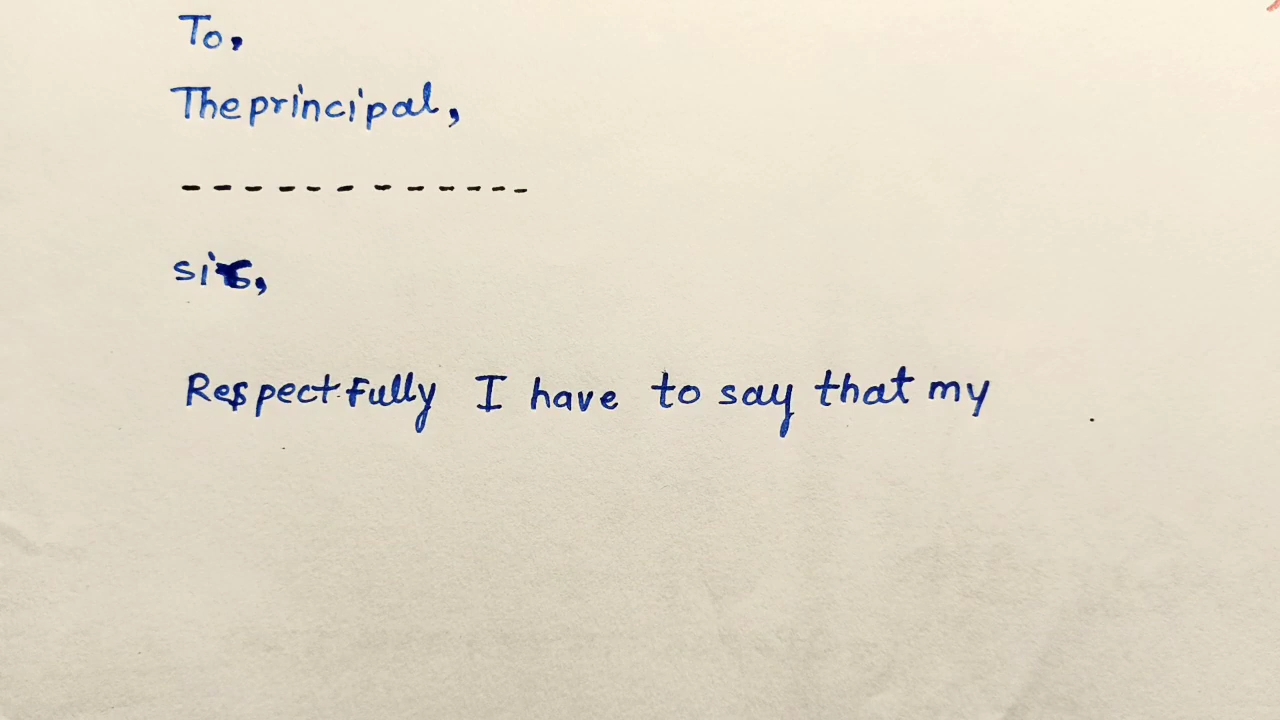 To,
The principal,
------------
sir,
Respectfully I have to say that my